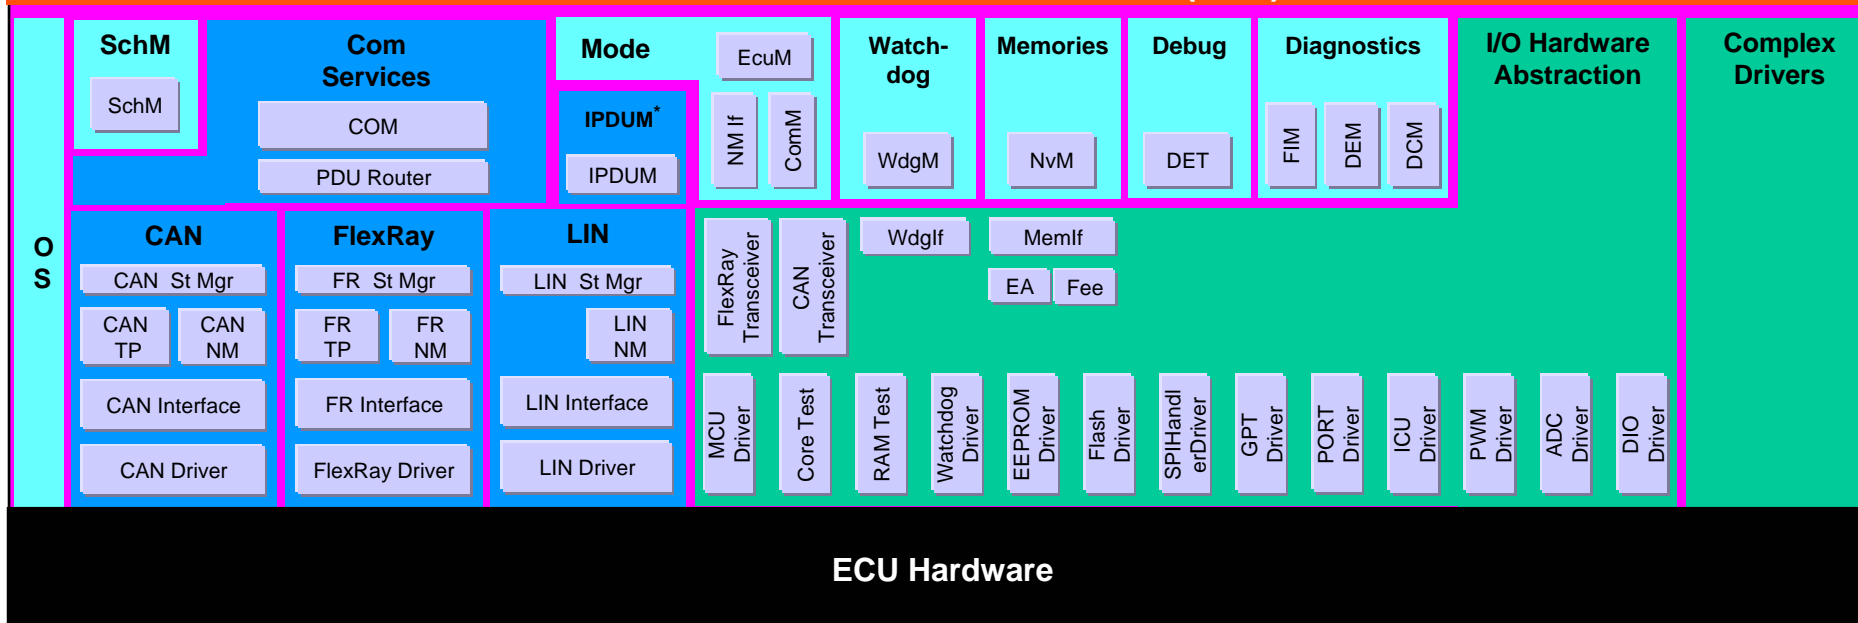 SchM
SchM
Com
Services
COM
PDU Router
Mode
EcuM
IPDUM*
IPDUM
NM If
ComM
Watch-
dog
WdgM
Memories
NvM
Debug
DET
Diagnostics
FIM
DEM
DCM
I/O Hardware
Abstraction
Complex
Drivers
O
S
CAN
CAN St Mgr
CAN
TP
CAN
NM
CAN Interface
CAN Driver
FlexRay
FR St Mgr
FR
TP
FR
NM
FR Interface
FlexRay Driver
LIN
LIN St Mgr
LIN
NM
LIN Interface
LIN Driver
FlexRay
Transceiver
CAN
Transceiver
WdgIf
MemIf
EA
Fee
MCU
Driver
Core Test
RAM Test
Watchdog
Driver
EEPROM
Driver
Flash
Driver
SPIHandl
erDriver
GPT
Driver
PORT
Driver
ICU
Driver
PWM
Driver
ADC
Driver
DIO
Driver
ECU Hardware